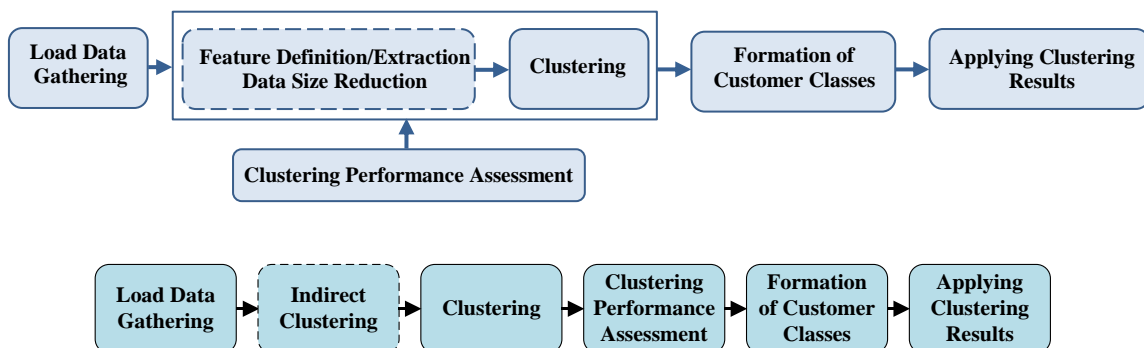 Load Data
Gathering
Feature Definition/Extraction
Data Size Reduction
Clustering
Formation of
Customer Classes
Applying Clustering
Results
Clustering Performance Assessment
Load Data
Gathering
Indirect
Clustering
Clustering
Clustering
Performance
Assessment
Formation
of Customer
Classes
Applying
Clustering
Results